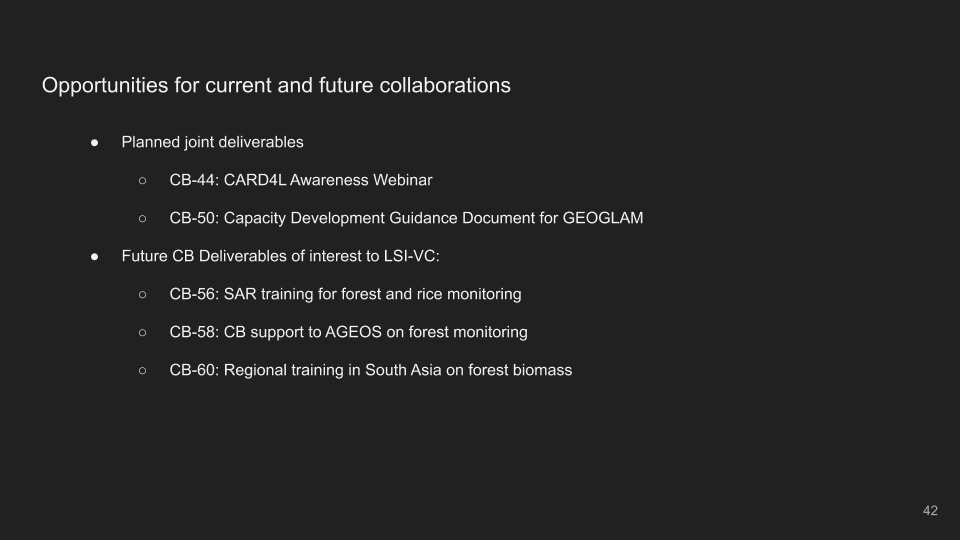 Opportunities for current and future collaborations
● Planned joint deliverables
○ CB-44: CARD4L Awareness Webinar
○ CB-50: Capacity Development Guidance Document for GEOGLAM
● Future CB Deliverables of interest to LSI-VC:
○ CB-56: SAR training for forest and rice monitoring
○ CB-58: CB support to AGEOS on forest monitoring
○ CB-60: Regional training in South Asia on forest biomass
42